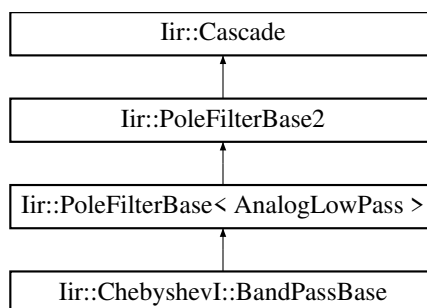 Iir::Cascade
Iir::PoleFilterBase2
Iir::PoleFilterBase< AnalogLowPass >
Iir::ChebyshevI::BandPassBase